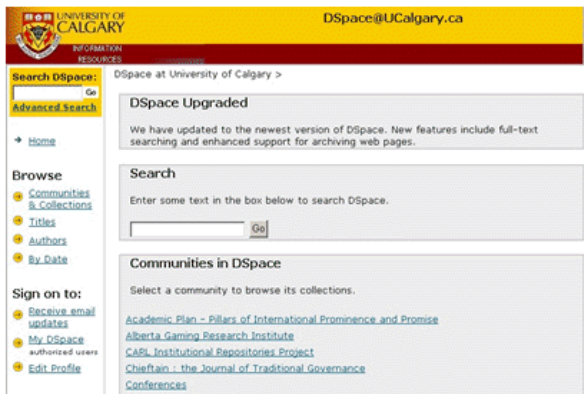 UNIVERSITY OF
CALGARY
INFORMATION
RESOURCES
DSpace@UCalgary.ca
Search DSpace:
Go
Advanced Search
Home
Browse
Communities
& Collections
Titles
Authors
By Date
Sign on to:
Receive email
updates
My DSpace
authorized users
Edit Profile
DSpace at University of Calgary >
DSpace Upgraded
We have updated to the newest version of DSpace. New features include full-text
searching and enhanced support for archiving web pages.
Search
Enter some text in the box below to search DSpace.
Go
Communities in DSpace
Select a community to browse its collections.
Academic Plan - Pillars of International Prominence and Promise
Alberta Gaming Research Institute
CARL Institutional Repositories Project
Chieftain : the Journal of Traditional Governance
Conferences